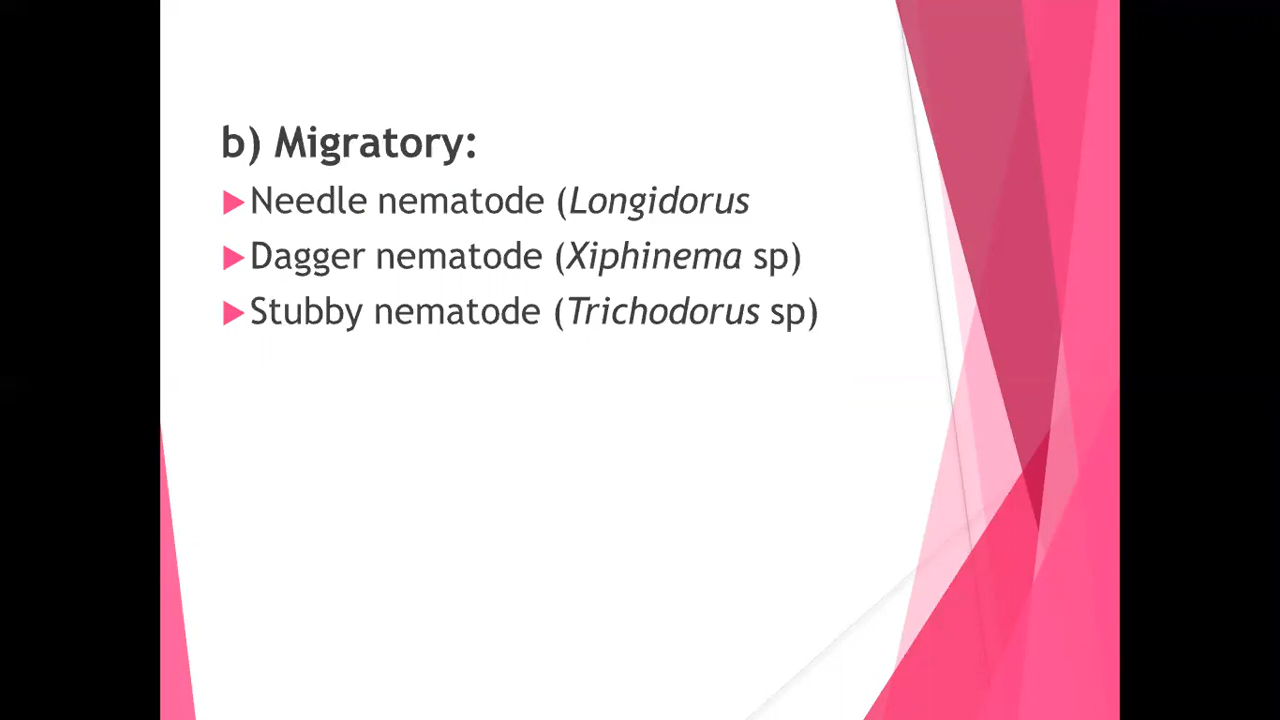 b) Migratory:
Needle nematode (Longidorus
Dagger nematode (Xiphinema sp)
Stubby nematode (Trichodorus sp)